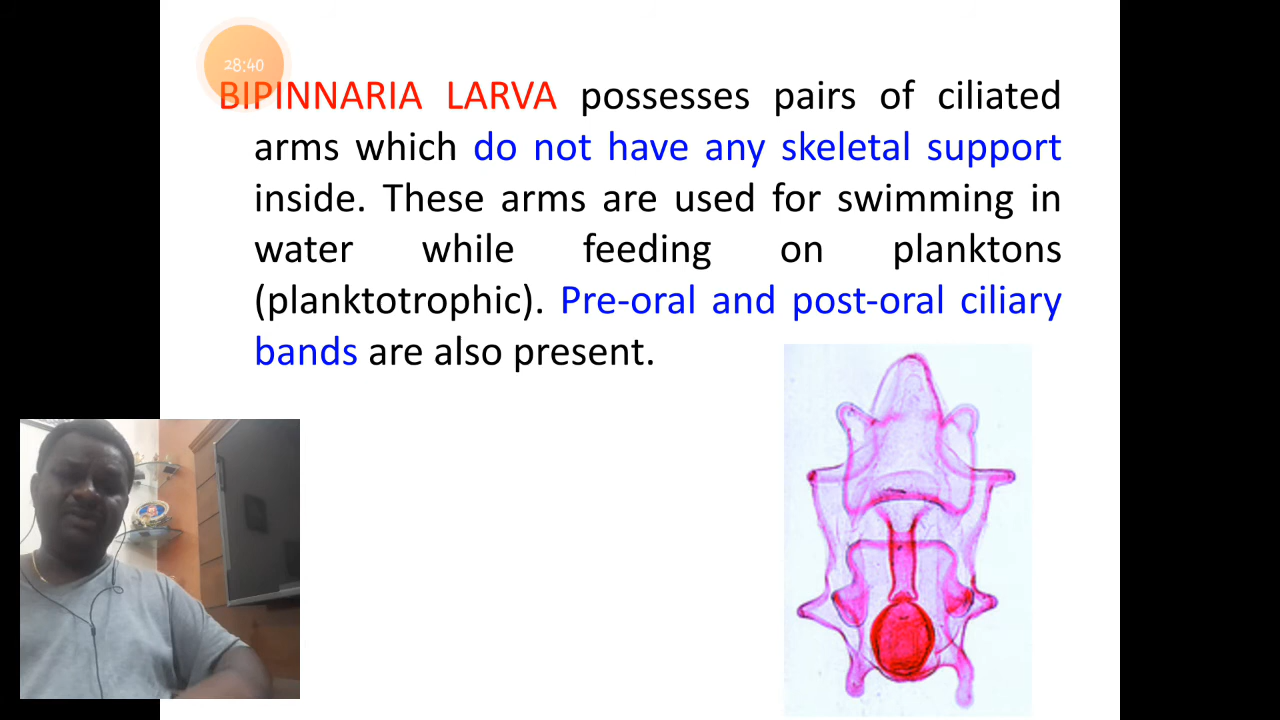 28:40
BIPINNARIA LARVA possesses pairs of ciliated
arms which do not have any skeletal support
inside. These arms are used for swimming in
water while feeding on planktons
(planktotrophic). Pre-oral and post-oral ciliary
bands are also present.